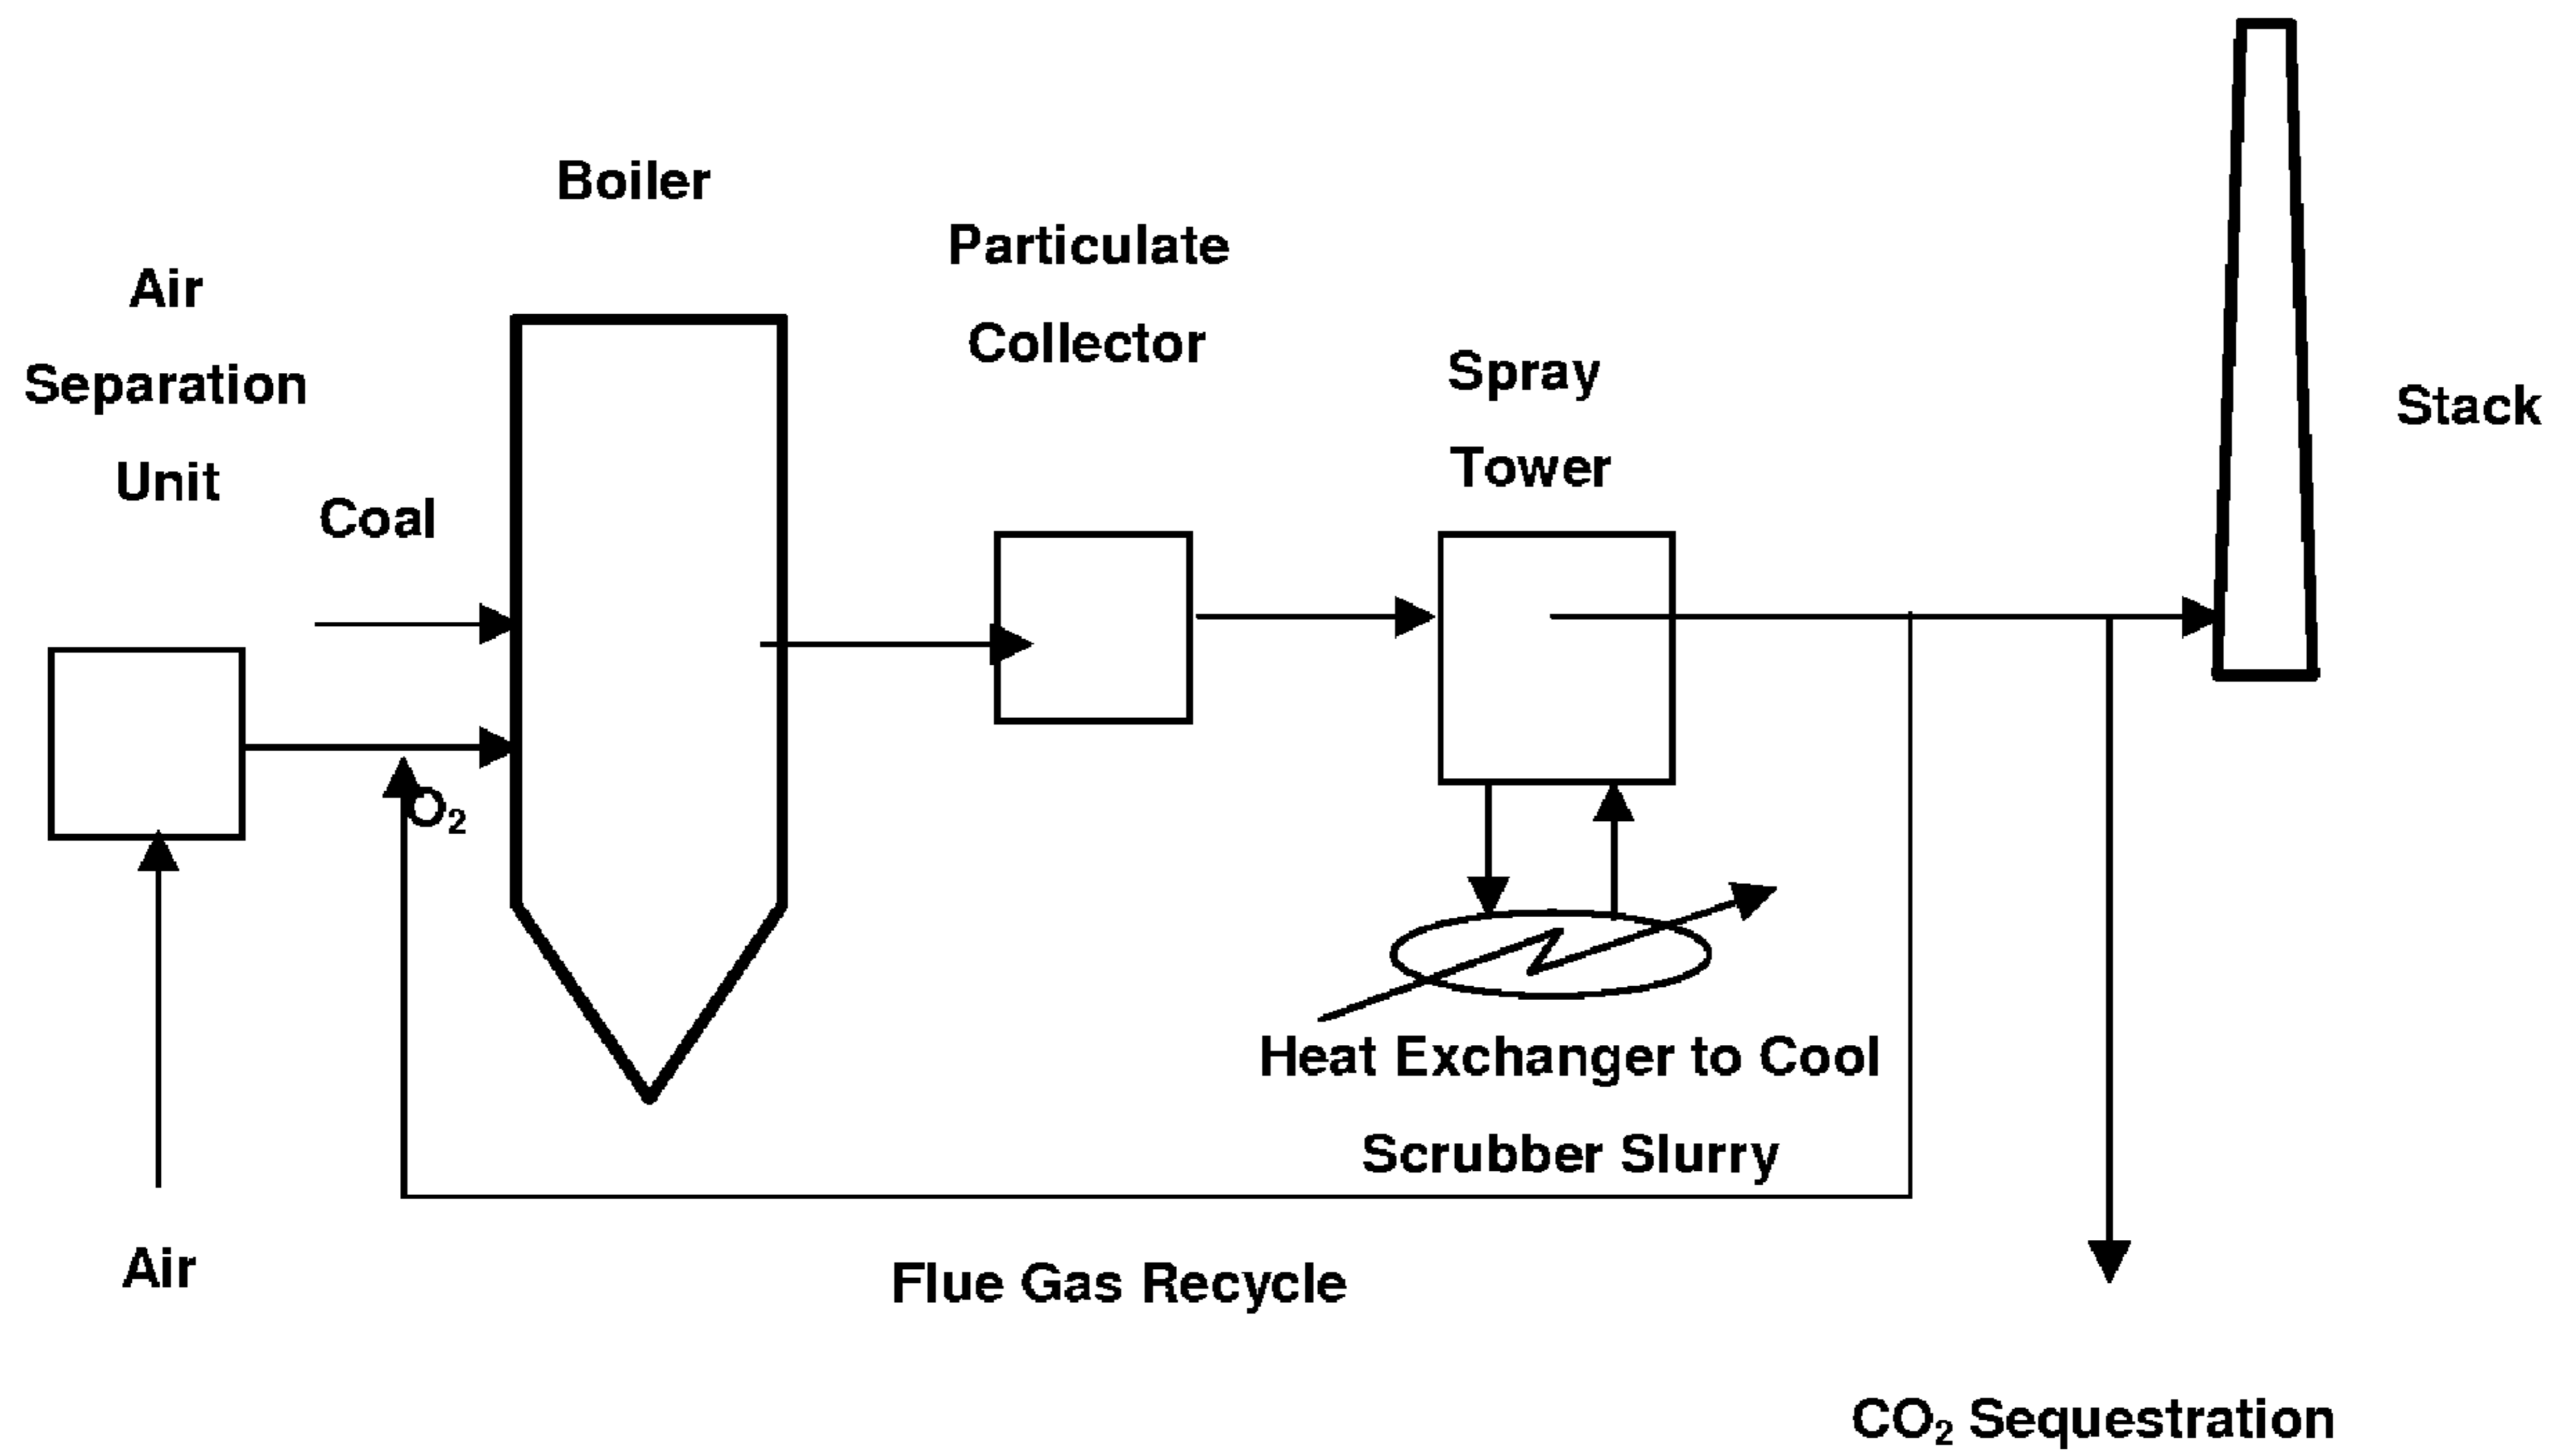 Boiler
Particulate
Collector
Air
Separation
Unit
Spray
Tower
Stack
Coal
O₂
Heat Exchanger to Cool
Scrubber Slurry
Air
Flue Gas Recycle
CO₂ Sequestration